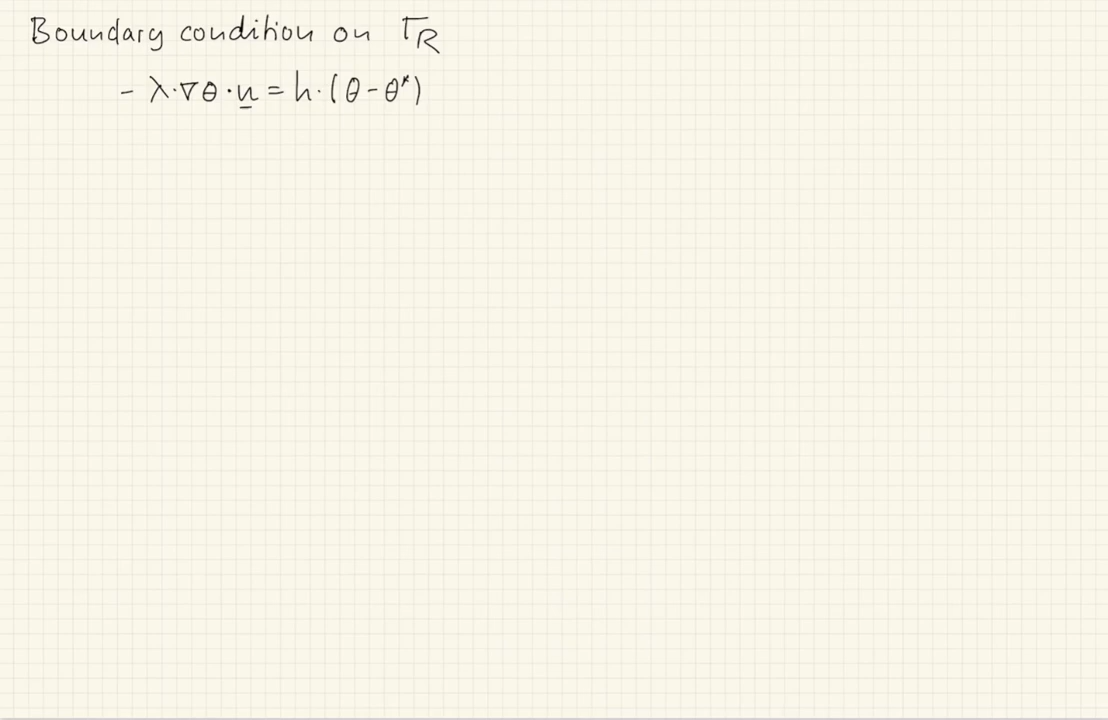 Boundary condition on Γ_R
- λ·∇θ·n = h·(θ - θ*)